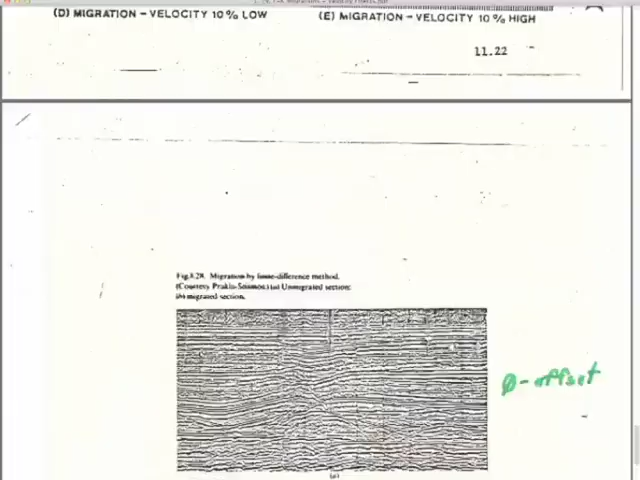 (D) MIGRATION – VELOCITY 10 % LOW
(E) MIGRATION – VELOCITY 10 % HIGH
11.22
Fig.8.28. Migration by finite-difference method.
(Courtesy Prakla-Seismos.) (a) Unmigrated section;
(b) migrated section.
Ø-offset
(a)